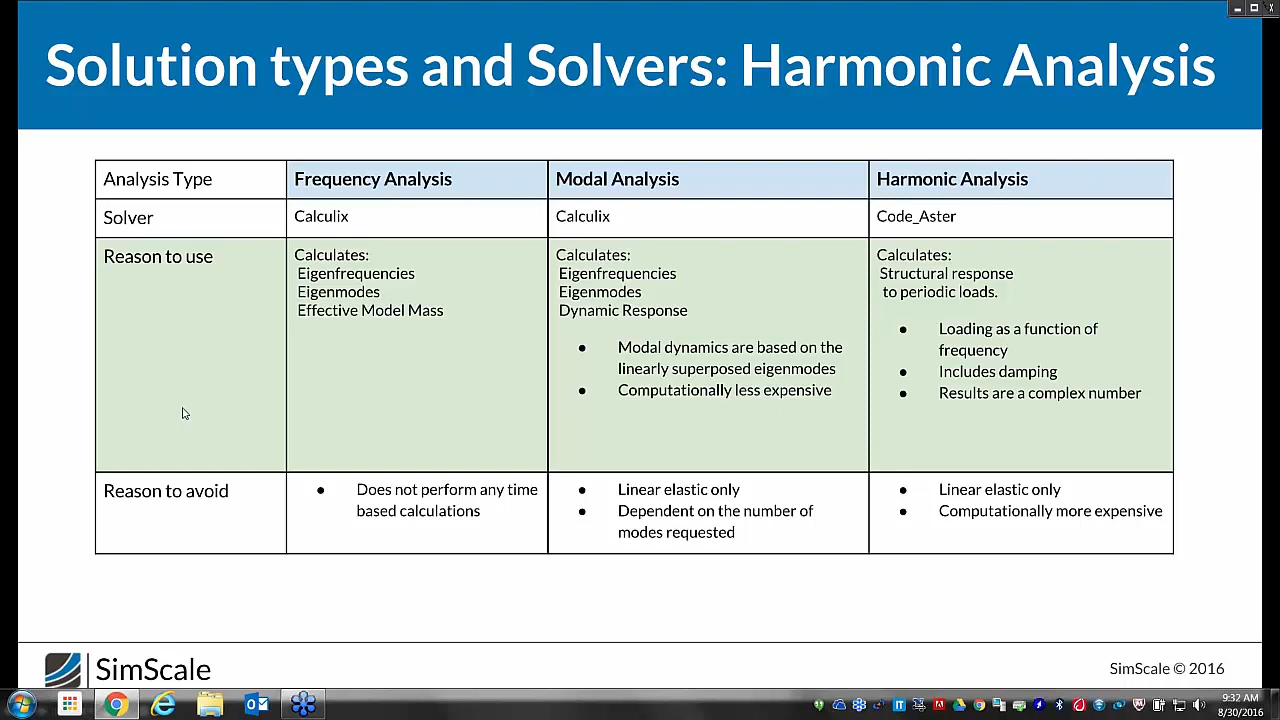 Solution types and Solvers: Harmonic Analysis
Analysis Type
Frequency Analysis
Modal Analysis
Harmonic Analysis
Solver
Calculix
Calculix
Code_Aster
Reason to use
Calculates:
Eigenfrequencies
Eigenmodes
Effective Model Mass
Calculates:
Eigenfrequencies
Eigenmodes
Dynamic Response
● Modal dynamics are based on the
linearly superposed eigenmodes
● Computationally less expensive
Calculates:
Structural response
to periodic loads.
● Loading as a function of
frequency
● Includes damping
● Results are a complex number
Reason to avoid
● Does not perform any time
based calculations
● Linear elastic only
● Dependent on the number of
modes requested
● Linear elastic only
● Computationally more expensive
SimScale
SimScale © 2016
IT
9:32 AM
8/30/2016